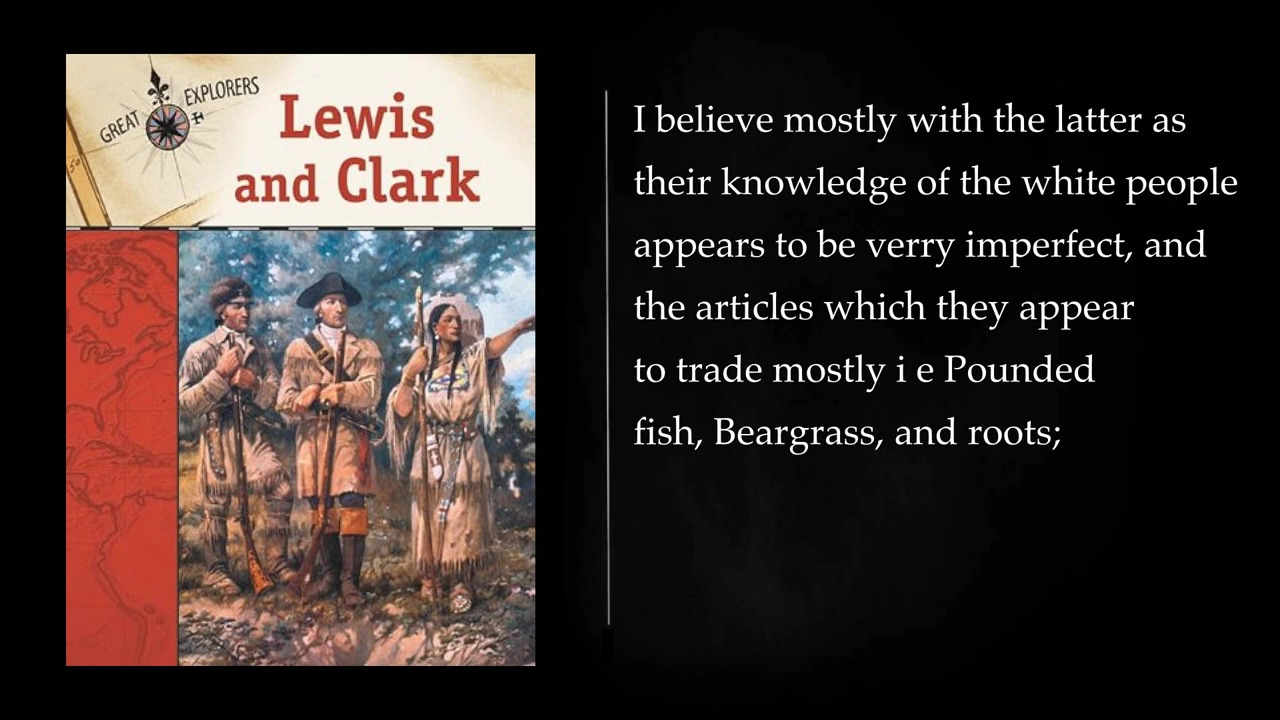 GREAT EXPLORERS
Lewis
and Clark
I believe mostly with the latter as
their knowledge of the white people
appears to be verry imperfect, and
the articles which they appear
to trade mostly i e Pounded
fish, Beargrass, and roots;